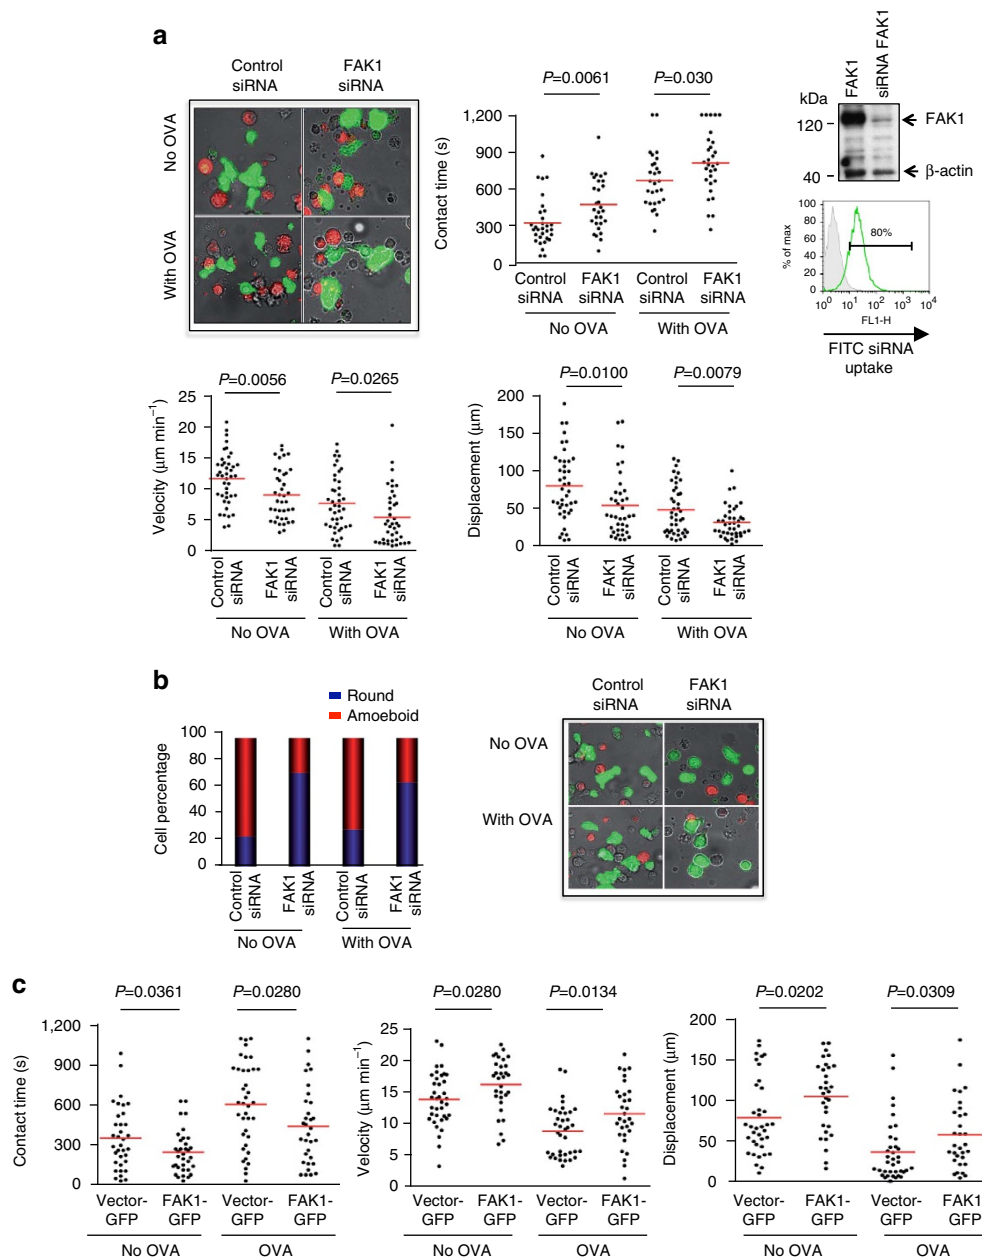 a
Control siRNA
FAK1 siRNA
No OVA
With OVA
P=0.0061
P=0.030
Contact time (s)
1,200
900
600
300
0
Control siRNA
FAK1 siRNA
Control siRNA
FAK1 siRNA
No OVA
With OVA
FAK1
siRNA FAK1
kDa
120
40
FAK1
β-actin
% of max
100
80
60
40
20
0
80%
10⁰ 10¹ 10² 10³ 10⁴
FL1-H
FITC siRNA
uptake
P=0.0056
P=0.0265
Velocity (μm min⁻¹)
25
20
15
10
5
0
Control siRNA
FAK1 siRNA
Control siRNA
FAK1 siRNA
No OVA
With OVA
P=0.0100
P=0.0079
Displacement (μm)
200
150
100
50
0
Control siRNA
FAK1 siRNA
Control siRNA
FAK1 siRNA
No OVA
With OVA
b
Round
Amoeboid
Cell percentage
100
80
60
40
20
0
Control siRNA
FAK1 siRNA
Control siRNA
FAK1 siRNA
No OVA
With OVA
Control siRNA
FAK1 siRNA
No OVA
With OVA
c
P=0.0361
P=0.0280
Contact time (s)
1,200
900
600
300
0
Vector-GFP
FAK1-GFP
Vector-GFP
FAK1-GFP
No OVA
OVA
P=0.0280
P=0.0134
Velocity (μm min⁻¹)
25
20
15
10
5
0
Vector-GFP
FAK1-GFP
Vector-GFP
FAK1-GFP
No OVA
OVA
P=0.0202
P=0.0309
Displacement (μm)
200
150
100
50
0
Vector-GFP
FAK1-GFP
Vector-GFP
FAK1 GFP
No OVA
OVA